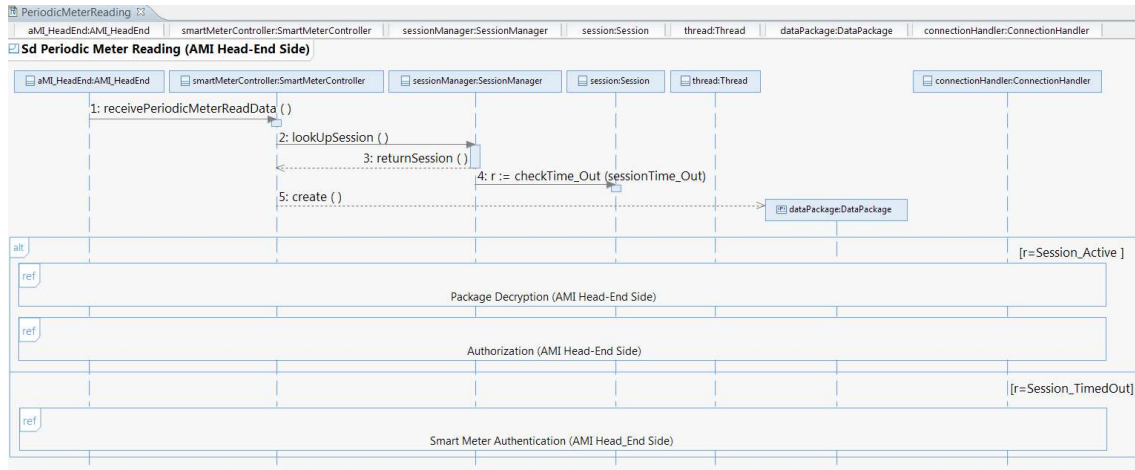 PeriodicMeterReading
aMI_HeadEnd:AMI_HeadEnd smartMeterController:SmartMeterController sessionManager:SessionManager session:Session thread:Thread dataPackage:DataPackage connectionHandler:ConnectionHandler
Sd Periodic Meter Reading (AMI Head-End Side)
aMI_HeadEnd:AMI_HeadEnd smartMeterController:SmartMeterController sessionManager:SessionManager session:Session thread:Thread connectionHandler:ConnectionHandler
1: receivePeriodicMeterReadData ( )
2: lookUpSession ( )
3: returnSession ( )
4: r := checkTime_Out (sessionTime_Out)
5: create ( )
dataPackage:DataPackage
alt
[r=Session_Active ]
ref
Package Decryption (AMI Head-End Side)
ref
Authorization (AMI Head-End Side)
[r=Session_TimedOut]
ref
Smart Meter Authentication (AMI Head_End Side)